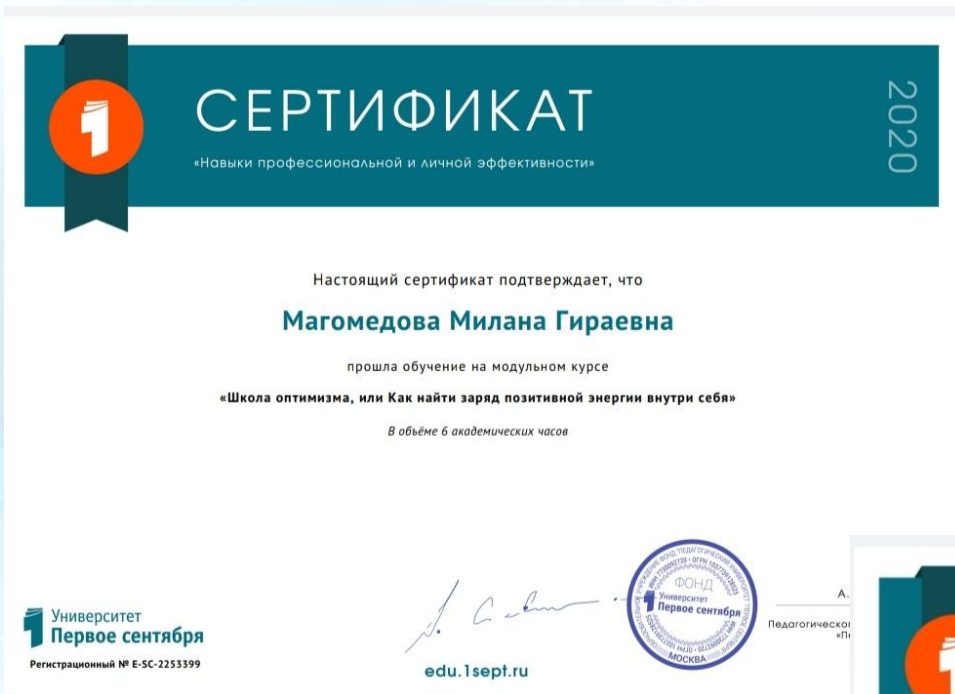 СЕРТИФИКАТ
2020
«Навыки профессиональной и личной эффективности»
Настоящий сертификат подтверждает, что
Магомедова Милана Гираевна
прошла обучение на модульном курсе
«Школа оптимизма, или Как найти заряд позитивной энергии внутри себя»
В объёме 6 академических часов
Университет
Первое сентября
Регистрационный № E-SC-2253399
edu.1sept.ru
ФОНД
Университет
Первое сентября
МОСКВА
А.